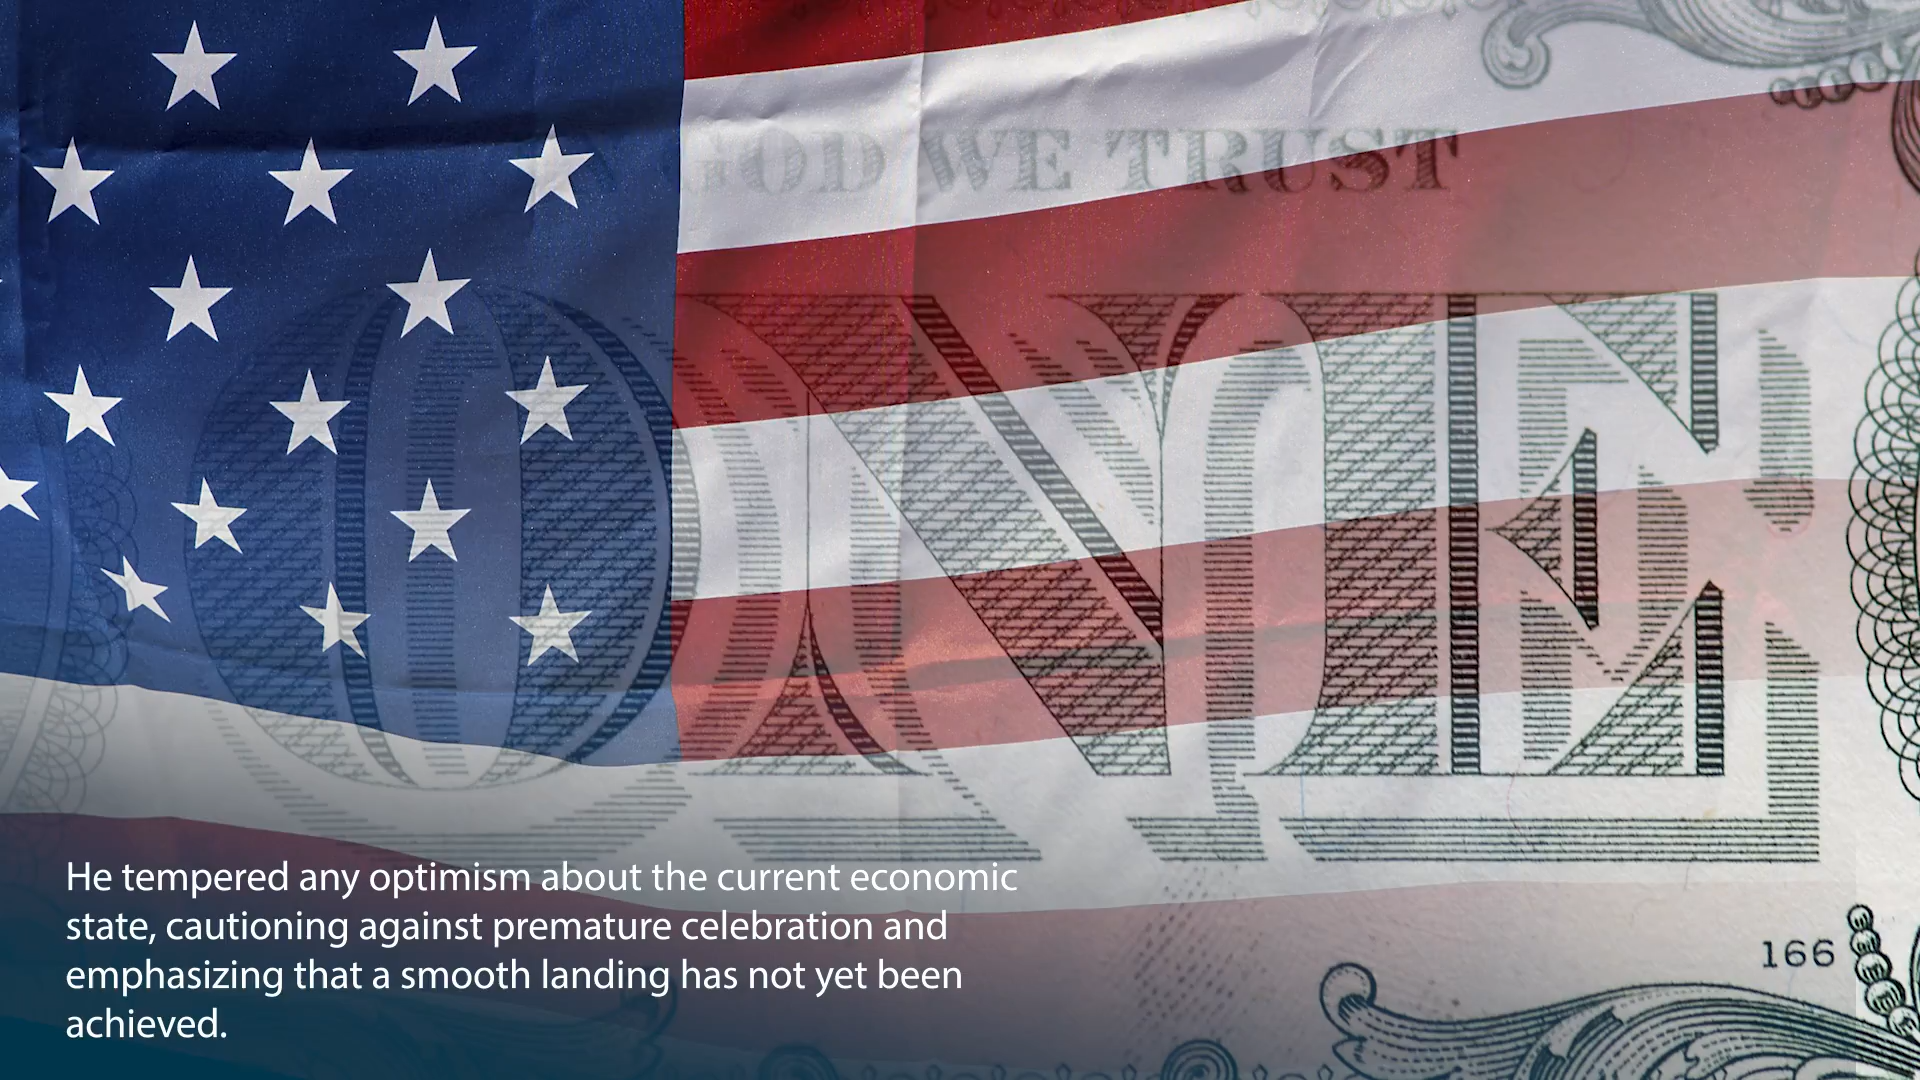 GOD WE TRUST
ONE
He tempered any optimism about the current economic
state, cautioning against premature celebration and
emphasizing that a smooth landing has not yet been
achieved.
166